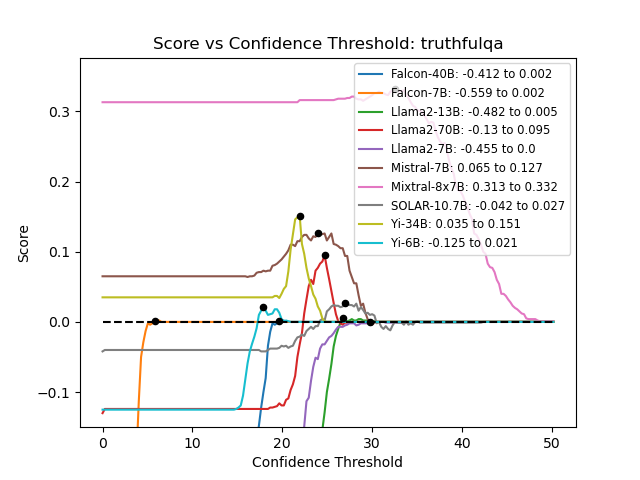 Score vs Confidence Threshold: truthfulqa
Falcon-40B: -0.412 to 0.002
Falcon-7B: -0.559 to 0.002
Llama2-13B: -0.482 to 0.005
Llama2-70B: -0.13 to 0.095
Llama2-7B: -0.455 to 0.0
Mistral-7B: 0.065 to 0.127
Mixtral-8x7B: 0.313 to 0.332
SOLAR-10.7B: -0.042 to 0.027
Yi-34B: 0.035 to 0.151
Yi-6B: -0.125 to 0.021
Score
0.3
0.2
0.1
0.0
−0.1
0 10 20 30 40 50
Confidence Threshold